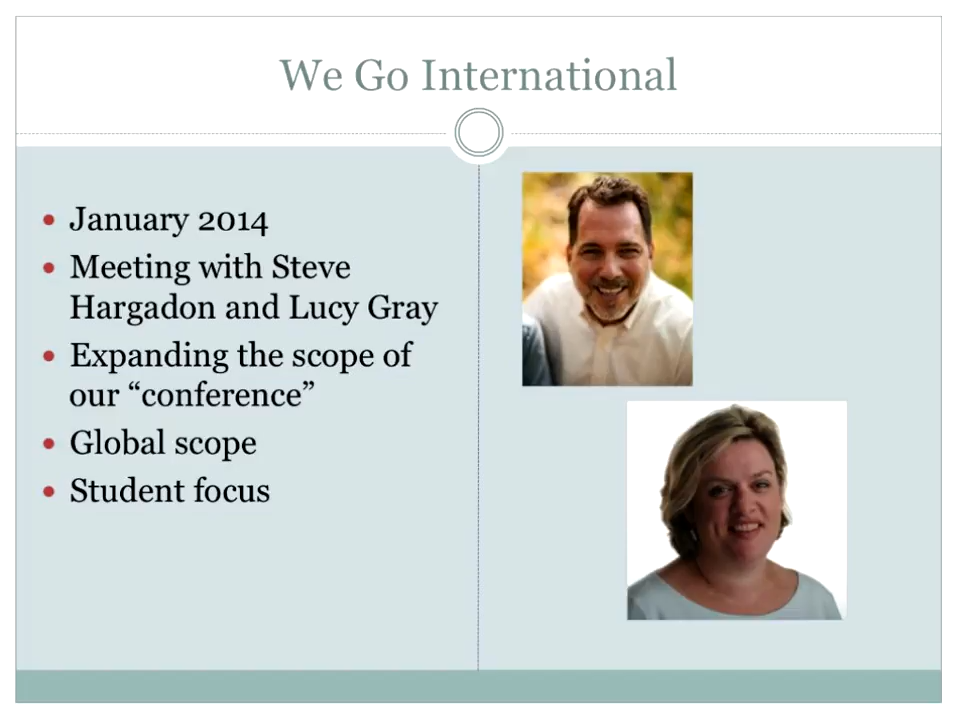 We Go International
January 2014
Meeting with Steve
Hargadon and Lucy Gray
Expanding the scope of
our “conference”
Global scope
Student focus